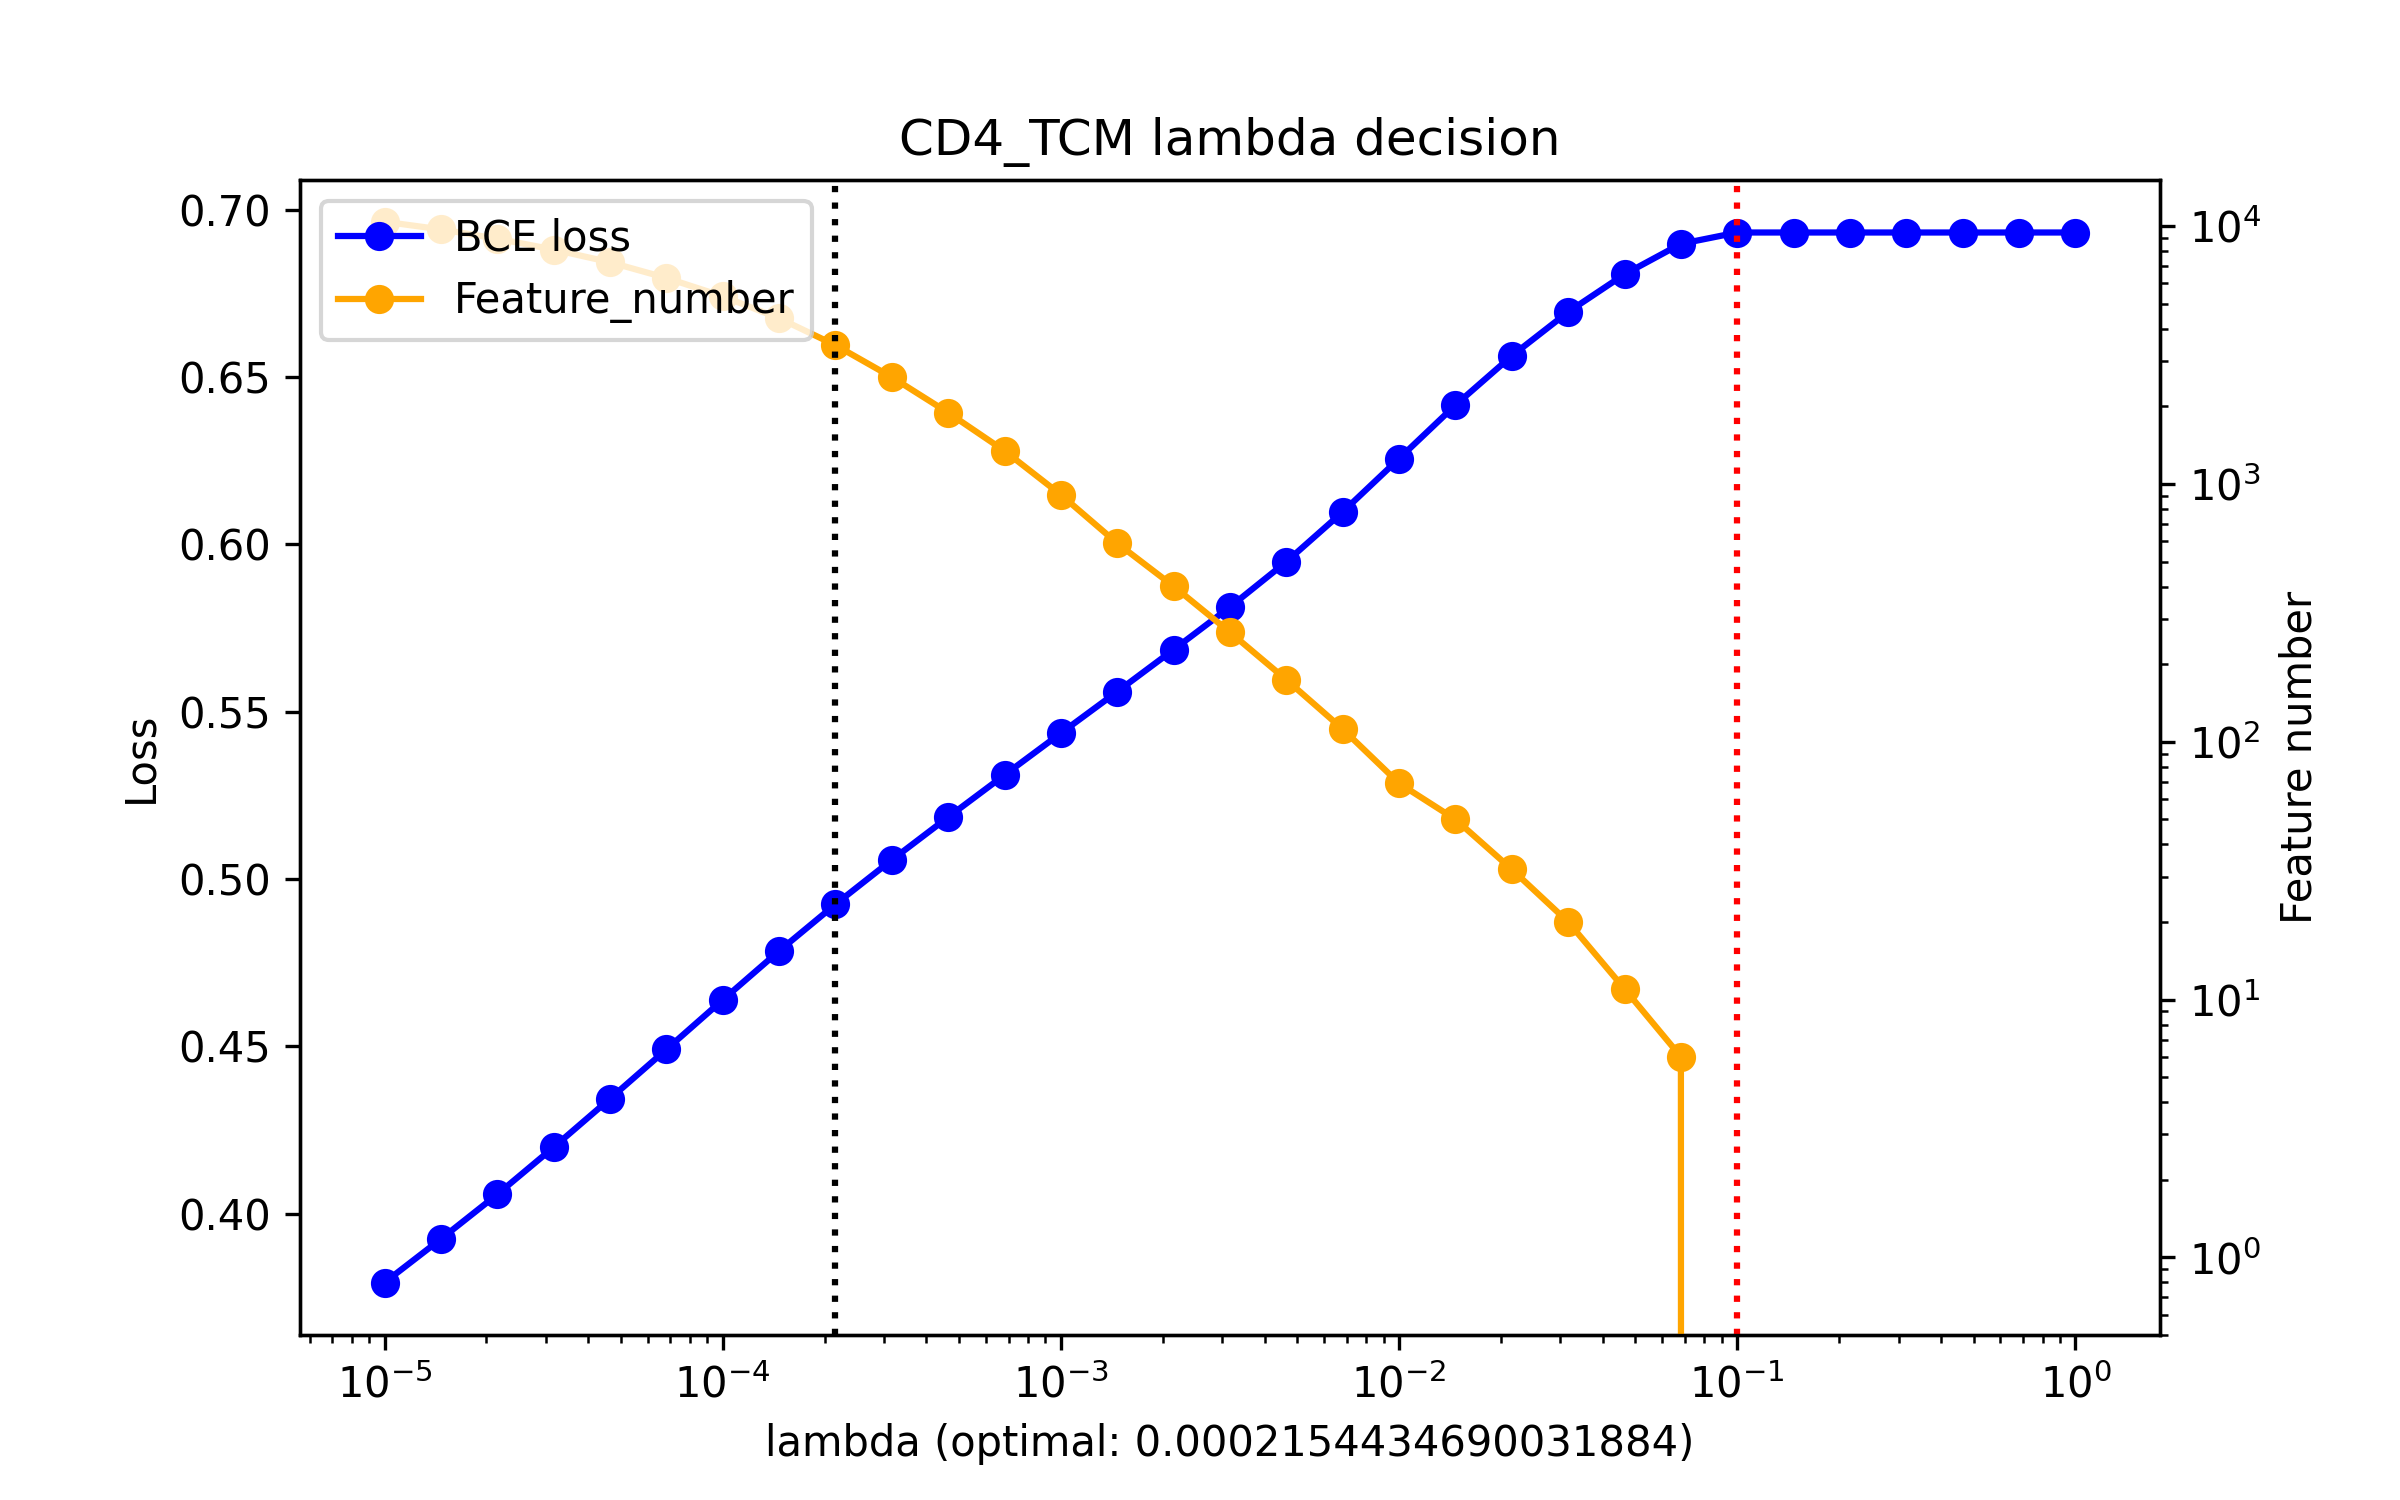 CD4_TCM lambda decision
BCE loss
Feature_number
Loss
0.70
0.65
0.60
0.55
0.50
0.45
0.40
10⁴
10³
10²
10¹
10⁰
Feature number
10⁻⁵ 10⁻⁴ 10⁻³ 10⁻² 10⁻¹ 10⁰
lambda (optimal: 0.00021544346900318​84)